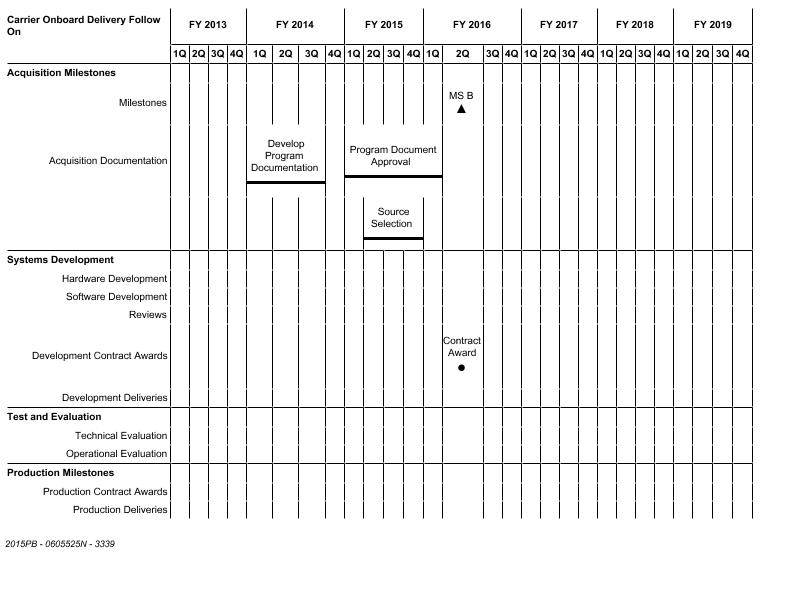 Carrier Onboard Delivery Follow
On
FY 2013 FY 2014 FY 2015 FY 2016 FY 2017 FY 2018 FY 2019
1Q 2Q 3Q 4Q 1Q 2Q 3Q 4Q 1Q 2Q 3Q 4Q 1Q 2Q 3Q 4Q 1Q 2Q 3Q 4Q 1Q 2Q 3Q 4Q 1Q 2Q 3Q 4Q
Acquisition Milestones
Milestones
MS B
Acquisition Documentation
Develop
Program
Documentation
Program Document
Approval
Source
Selection
Systems Development
Hardware Development
Software Development
Reviews
Development Contract Awards
Contract
Award
Development Deliveries
Test and Evaluation
Technical Evaluation
Operational Evaluation
Production Milestones
Production Contract Awards
Production Deliveries
2015PB - 0605525N - 3339